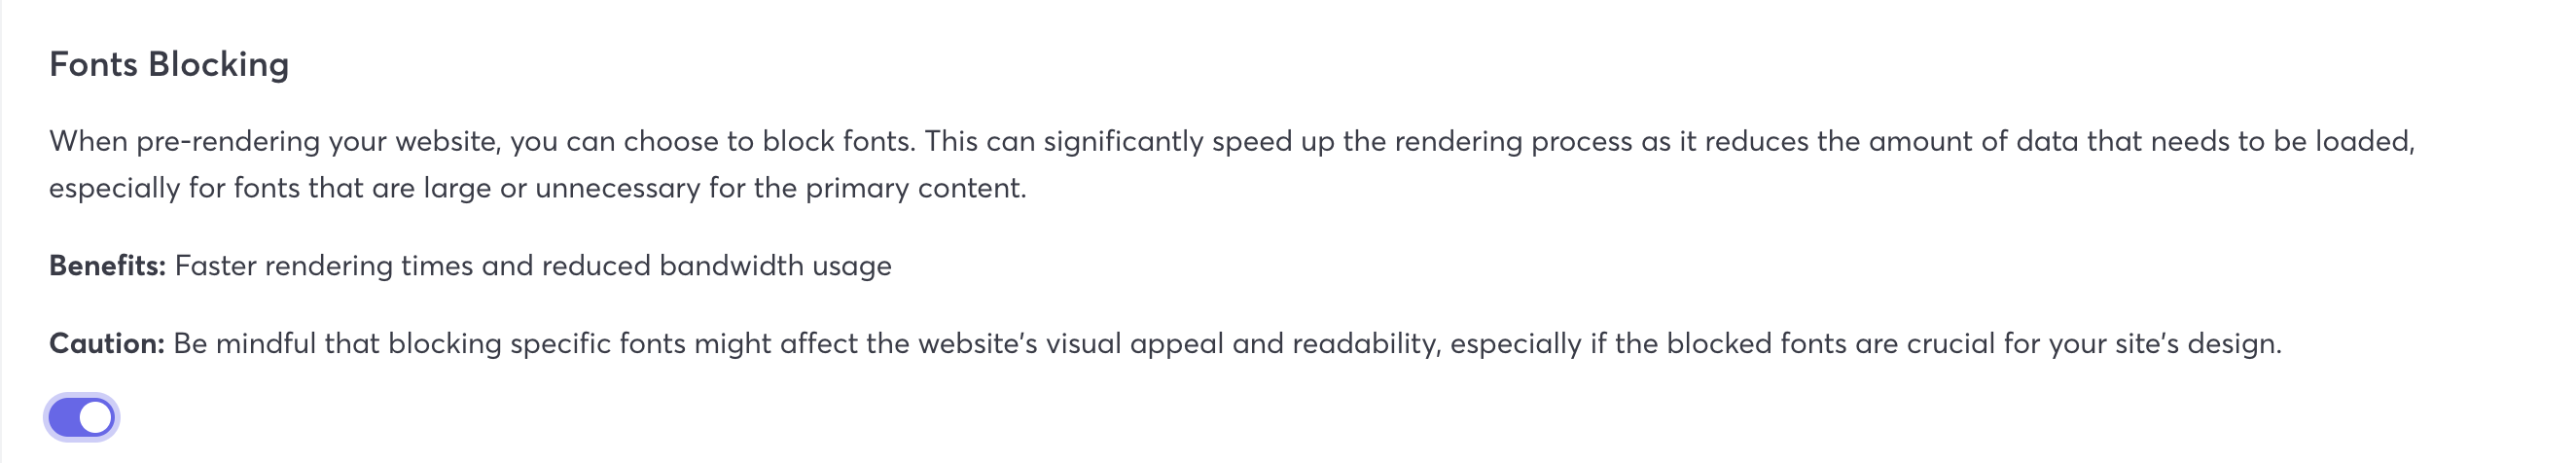 Fonts Blocking
When pre-rendering your website, you can choose to block fonts. This can significantly speed up the rendering process as it reduces the amount of data that needs to be loaded,
especially for fonts that are large or unnecessary for the primary content.
Benefits: Faster rendering times and reduced bandwidth usage
Caution: Be mindful that blocking specific fonts might affect the website's visual appeal and readability, especially if the blocked fonts are crucial for your site's design.